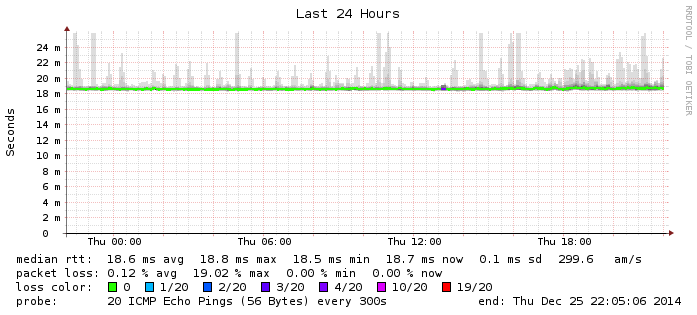 Last 24 Hours
RRDTOOL / TOBI OETIKER
Seconds
24 m
22 m
20 m
18 m
16 m
14 m
12 m
10 m
8 m
6 m
4 m
2 m
0
Thu 00:00 Thu 06:00 Thu 12:00 Thu 18:00
median rtt: 18.6 ms avg 18.8 ms max 18.5 ms min 18.7 ms now 0.1 ms sd 299.6 am/s
packet loss: 0.12 % avg 19.02 % max 0.00 % min 0.00 % now
loss color: 0 1/20 2/20 3/20 4/20 10/20 19/20
probe: 20 ICMP Echo Pings (56 Bytes) every 300s end: Thu Dec 25 22:05:06 2014